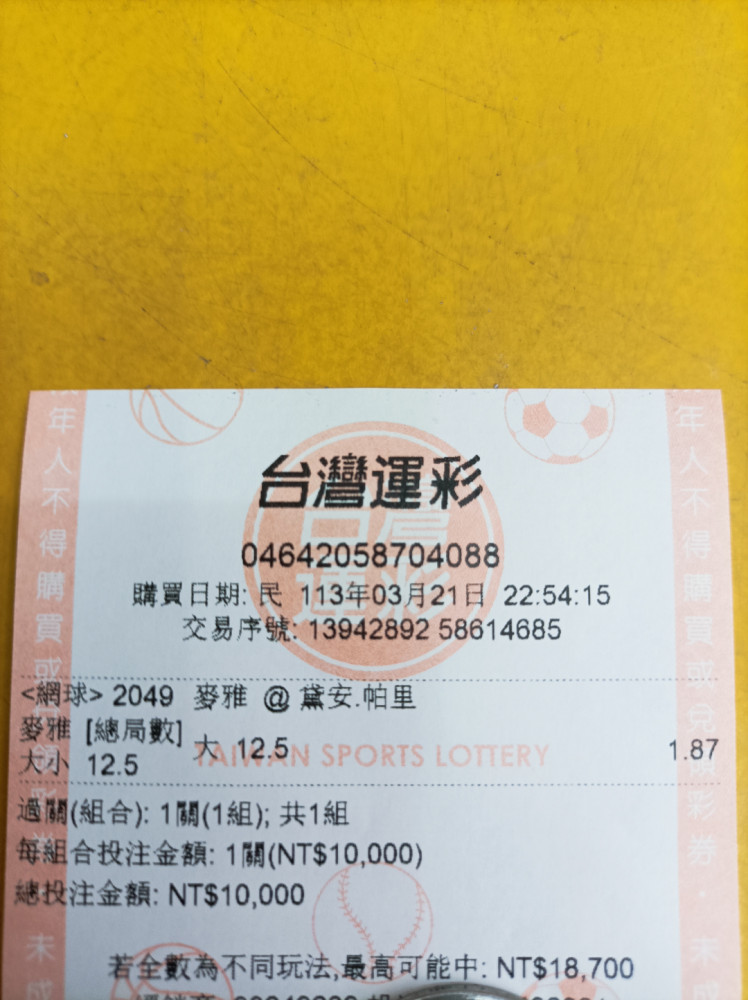 台灣運彩
04642058704088
購買日期: 民 113年03月21日 22:54:15
交易序號: 13942892 58614685
<網球> 2049 麥雅 @ 黛安.帕里
麥雅 [總局數] 大 12.5 1.87
大小 12.5
TAIWAN SPORTS LOTTERY
過關(組合): 1關(1組); 共1組
每組合投注金額: 1關(NT$10,000)
總投注金額: NT$10,000
若全數為不同玩法,最高可能中: NT$18,700
年人不得購買或
年人不得購買或兌領彩券